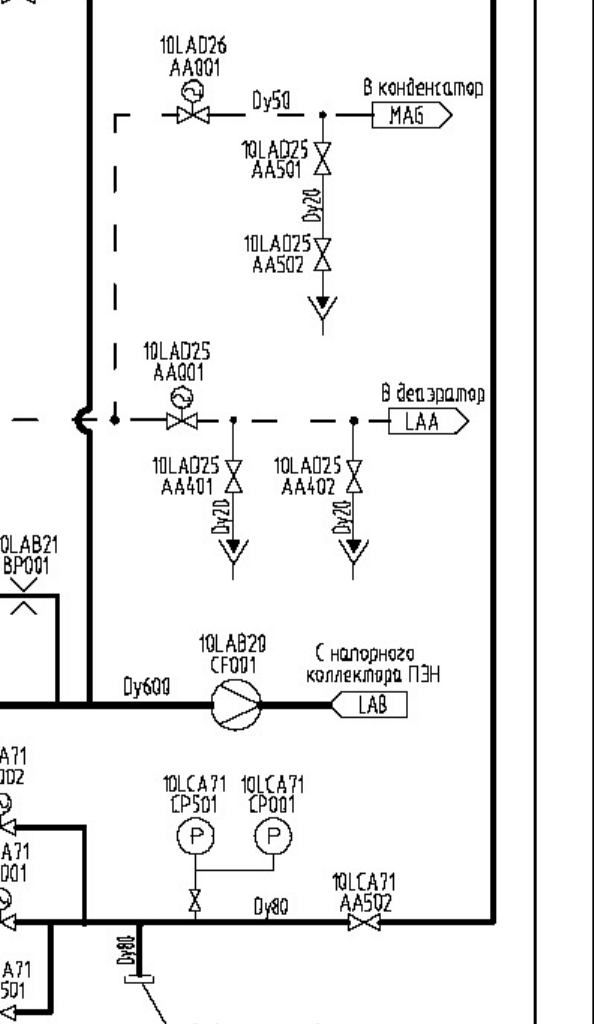 10LAD26
AA001
Dy50
В конденсатор
MAG
10LAD25
AA501
Dy20
10LAD25
AA502
10LAD25
AA001
В деаэратор
LAA
10LAD25
AA401
10LAD25
AA402
Dy20
Dy20
0LAB21
BP001
10LAB20
CF001
С напорного
коллектора ПЭН
Dy600
LAB
A71
002
10LCA71
CP501
10LCA71
CP001
P
P
A71
001
10LCA71
AA502
Dy80
Dy80
A71
501